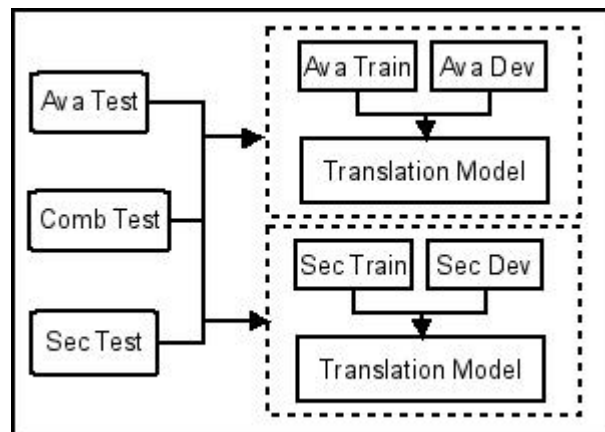 Ava Train
Ava Dev
Ava Test
Translation Model
Comb Test
Sec Train
Sec Dev
Sec Test
Translation Model